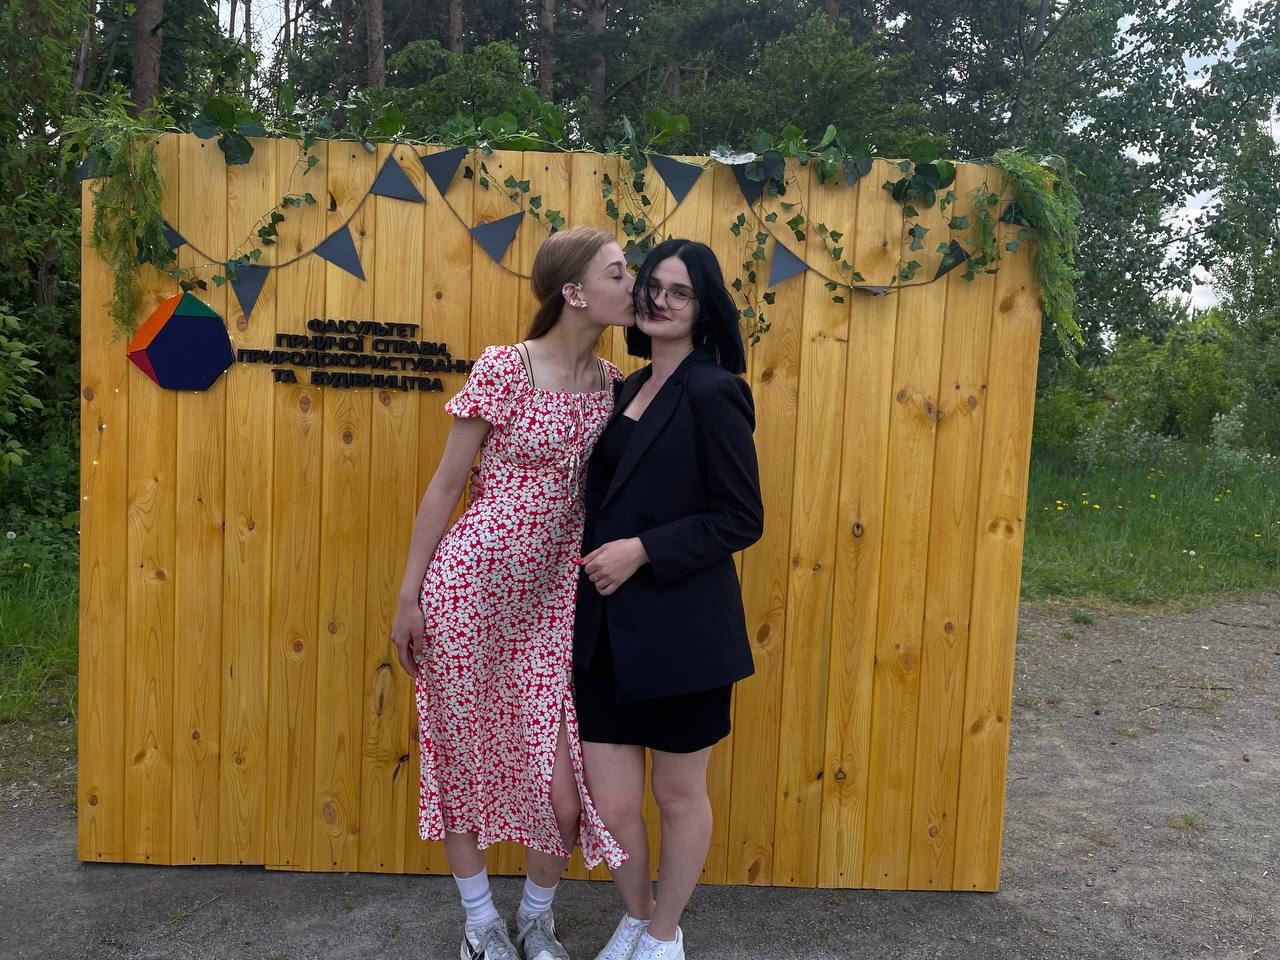 ФАКУЛЬТЕТ
ГІРНИЧОЇ СПРАВИ,
ПРИРОДОКОРИСТУВАНН
ТА БУДІВНИЦТВА